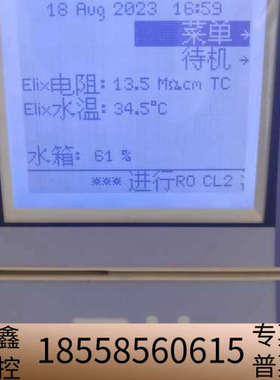 18 Aug 2023 16:59
菜单
待机
Elix电阻: 13.5 MΩcm TC
Elix水温: 34.5°C
水箱: 61 %
*** 进行RO CL2
鑫 18558560615 专
控 普